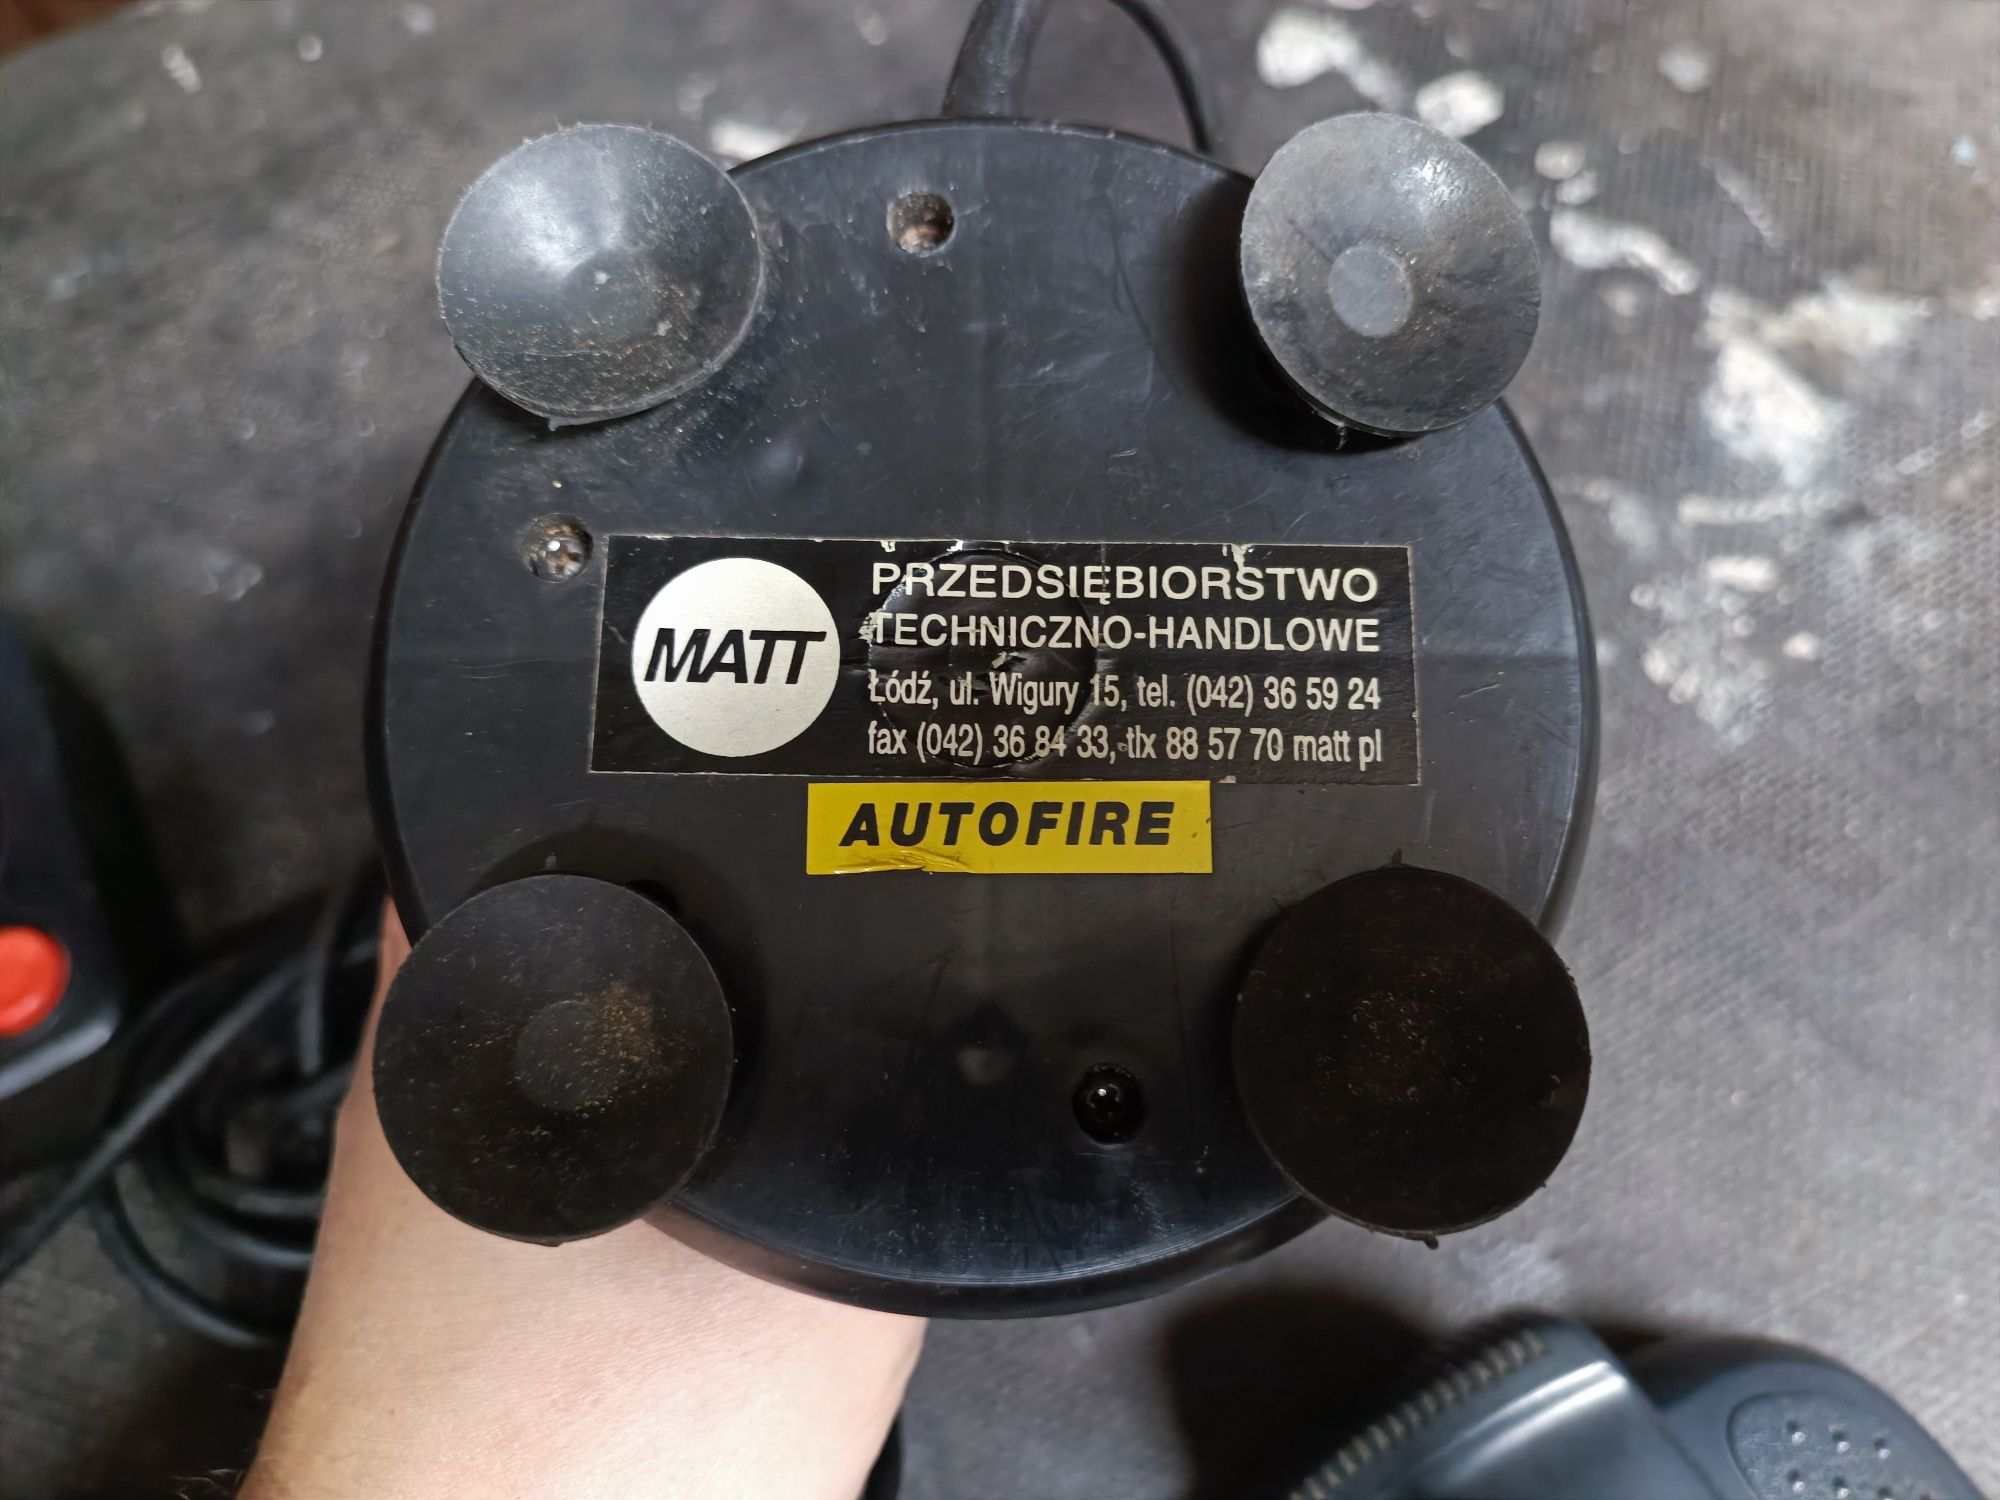 MATT
PRZEDSIĘBIORSTWO
TECHNICZNO-HANDLOWE
Łódź, ul. Wigury 15, tel. (042) 36 59 24
fax (042) 36 84 33, tlx 88 57 70 matt pl
AUTOFIRE